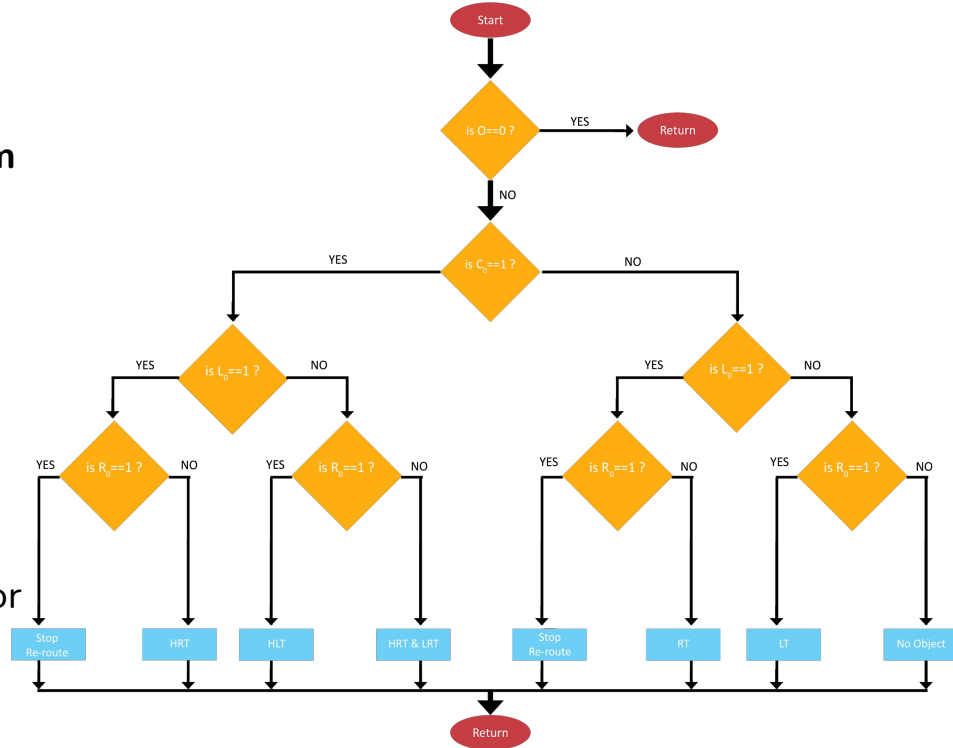 Start
is O==0 ?
YES
Return
m
NO
is C₀==1 ?
YES
NO
is L₀==1 ?
is L₀==1 ?
YES
NO
YES
NO
is R₀==1 ?
is R₀==1 ?
is R₀==1 ?
is R₀==1 ?
YES
NO
YES
NO
YES
NO
YES
NO
or
Stop
Re-route
HRT
HLT
HRT & LRT
Stop
Re-route
RT
LT
No Object
Return